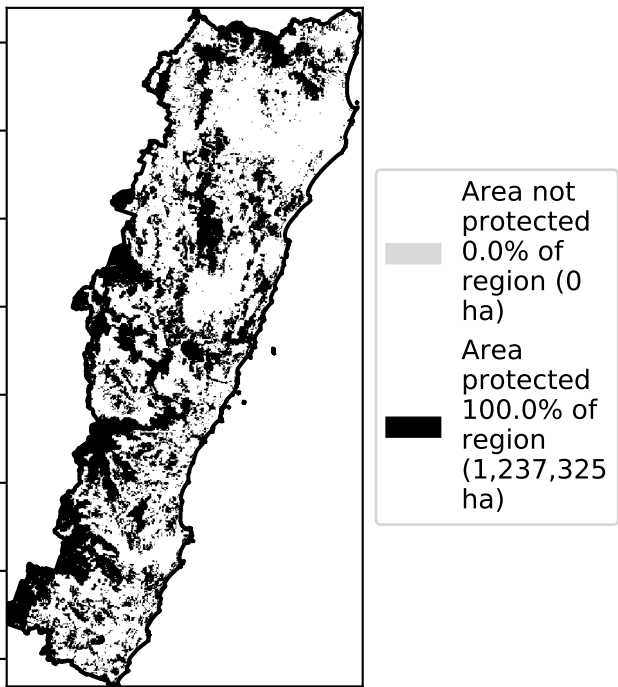 Area not
protected
0.0% of
region (0
ha)
Area
protected
100.0% of
region
(1,237,325
ha)